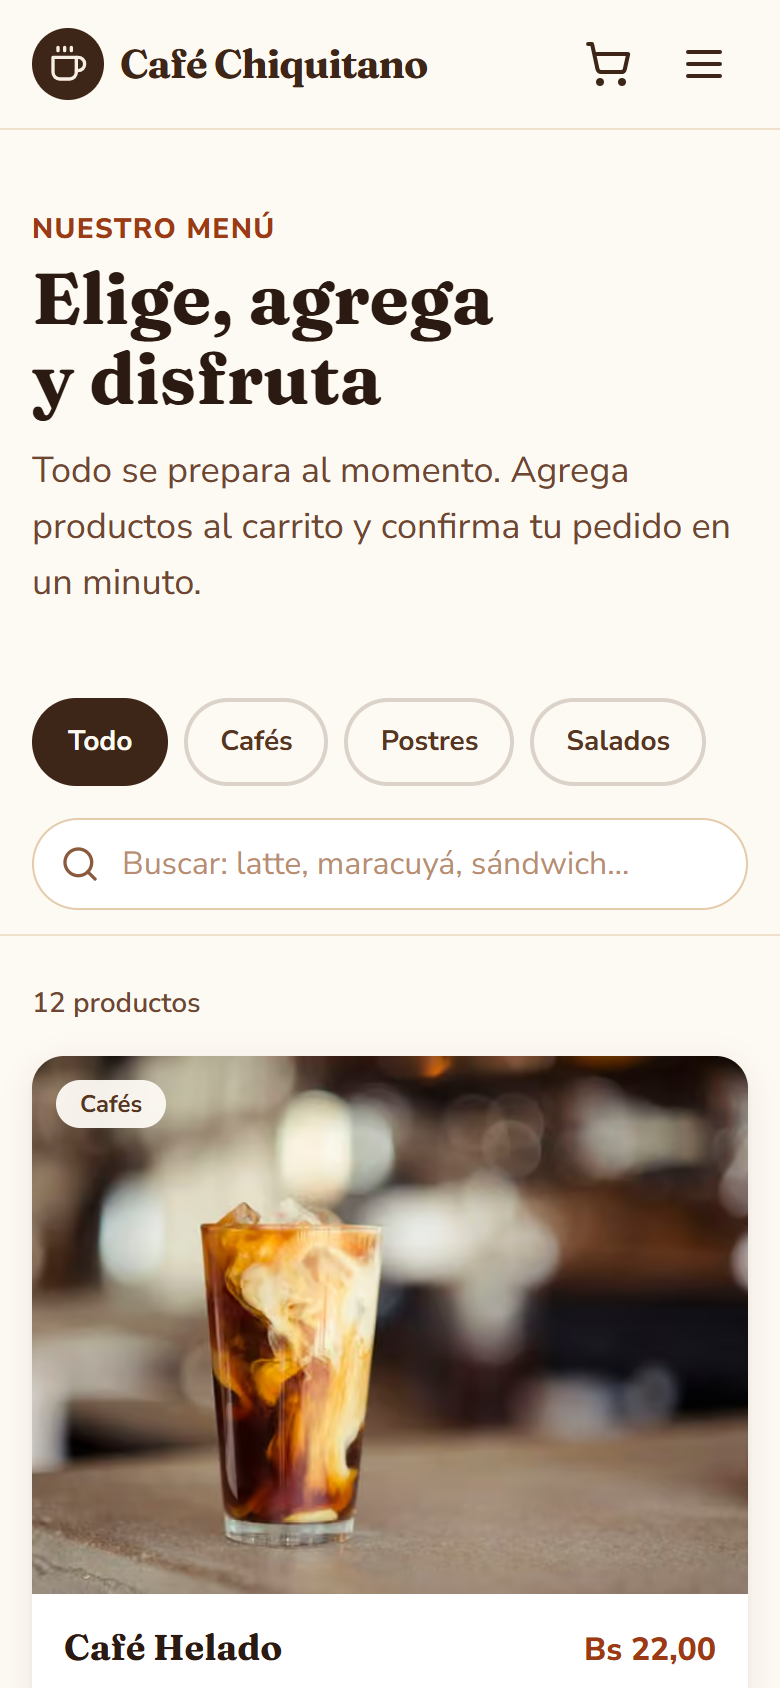 Café Chiquitano
NUESTRO MENÚ
Elige, agrega
y disfruta
Todo se prepara al momento. Agrega
productos al carrito y confirma tu pedido en
un minuto.
Todo Cafés Postres Salados
Buscar: latte, maracuyá, sándwich...
12 productos
Cafés
Café Helado Bs 22,00